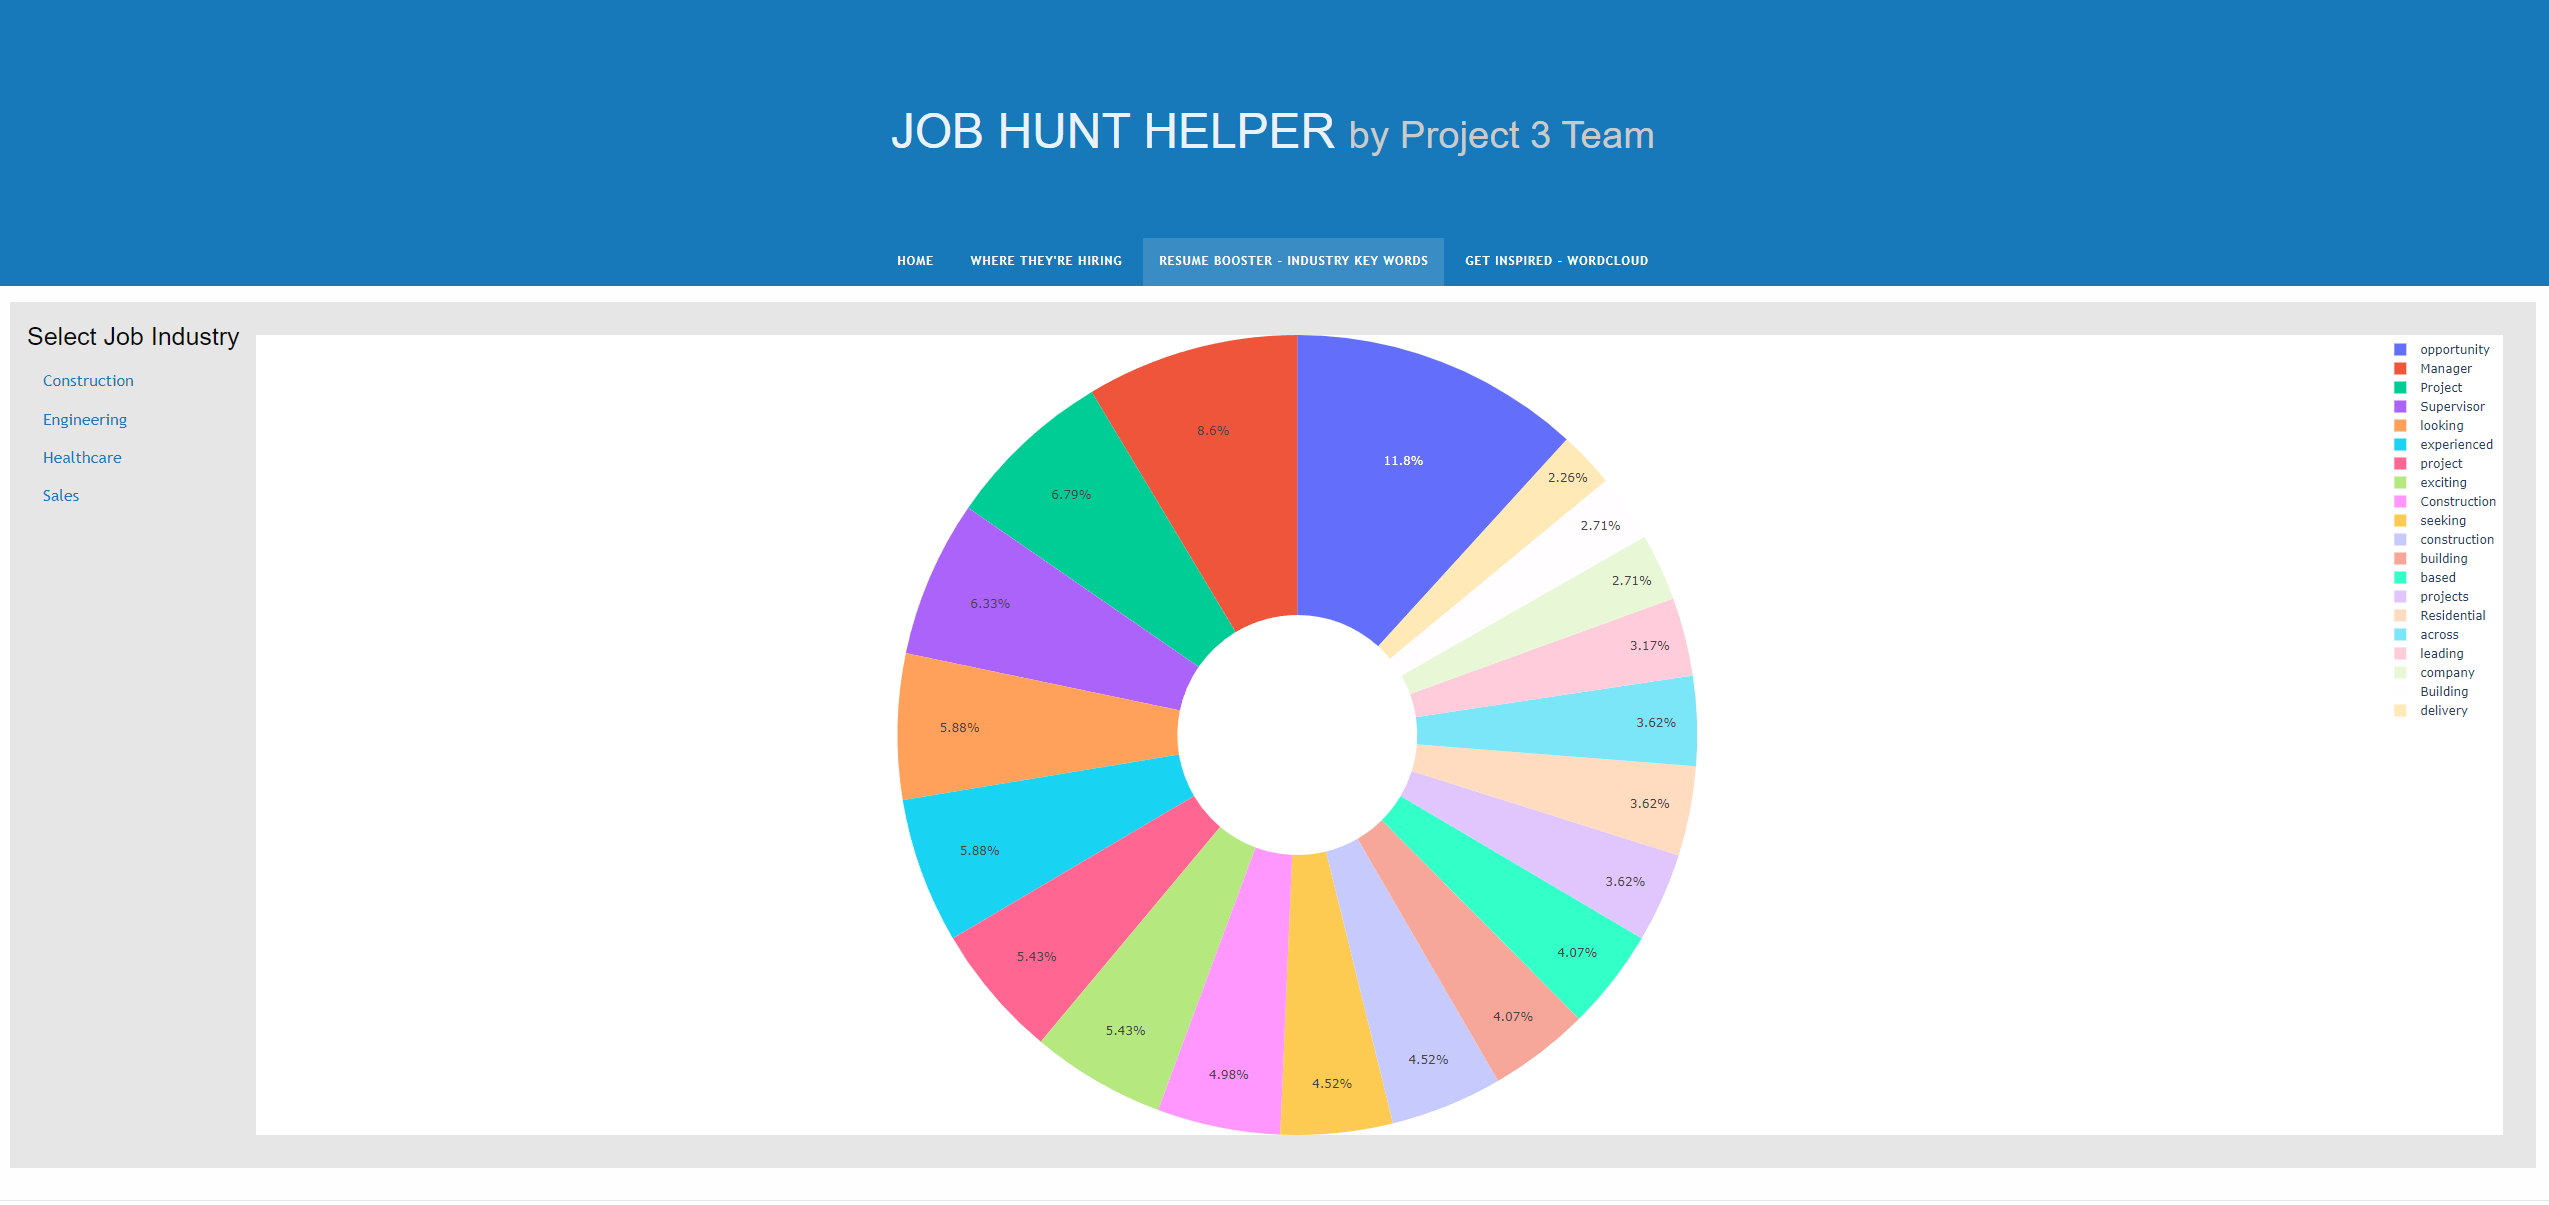 JOB HUNT HELPER by Project 3 Team
HOME WHERE THEY'RE HIRING RESUME BOOSTER - INDUSTRY KEY WORDS GET INSPIRED - WORDCLOUD
Select Job Industry
Construction
Engineering
Healthcare
Sales
11.8%
8.6%
6.79%
6.33%
5.88%
5.88%
5.43%
5.43%
4.98%
4.52%
4.52%
4.07%
4.07%
3.62%
3.62%
3.62%
3.17%
2.71%
2.71%
2.26%
opportunity
Manager
Project
Supervisor
looking
experienced
project
exciting
Construction
seeking
construction
building
based
projects
Residential
across
leading
company
Building
delivery